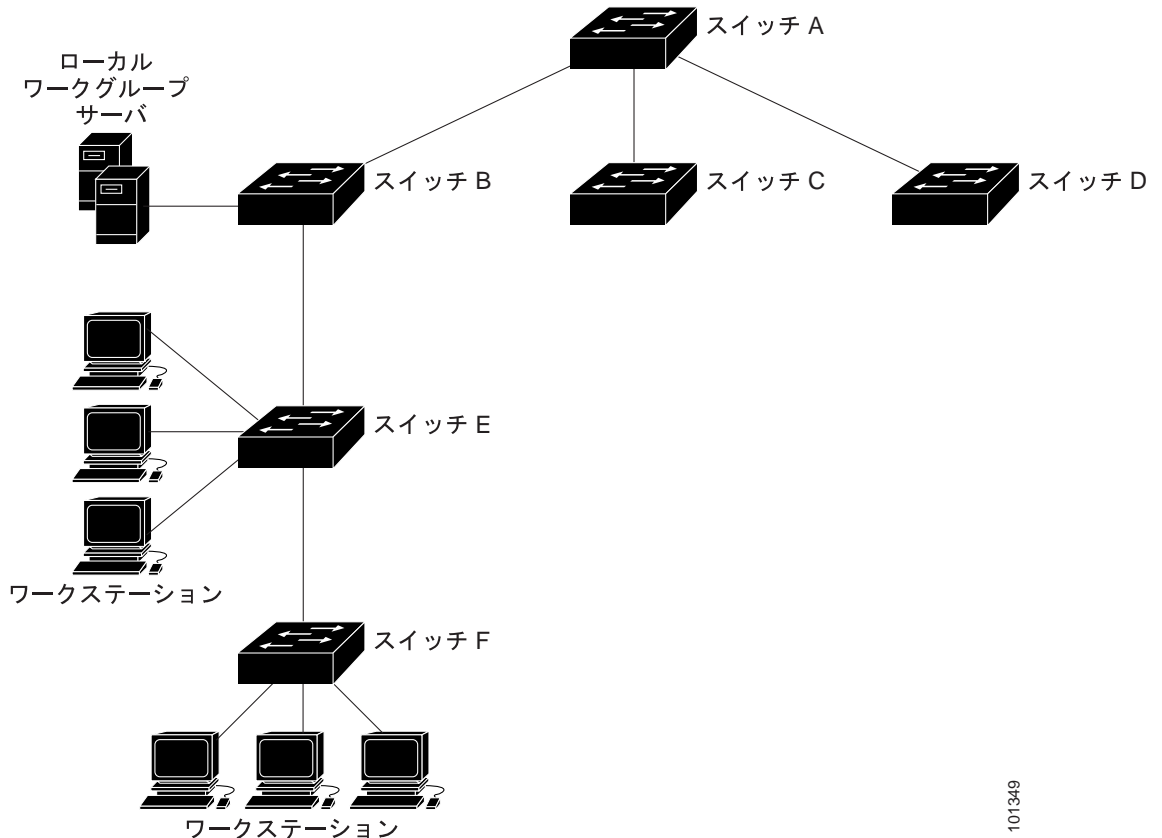 スイッチ A
ローカル
ワークグループ
サーバ
スイッチ B
スイッチ C
スイッチ D
スイッチ E
ワークステーション
スイッチ F
ワークステーション
101349